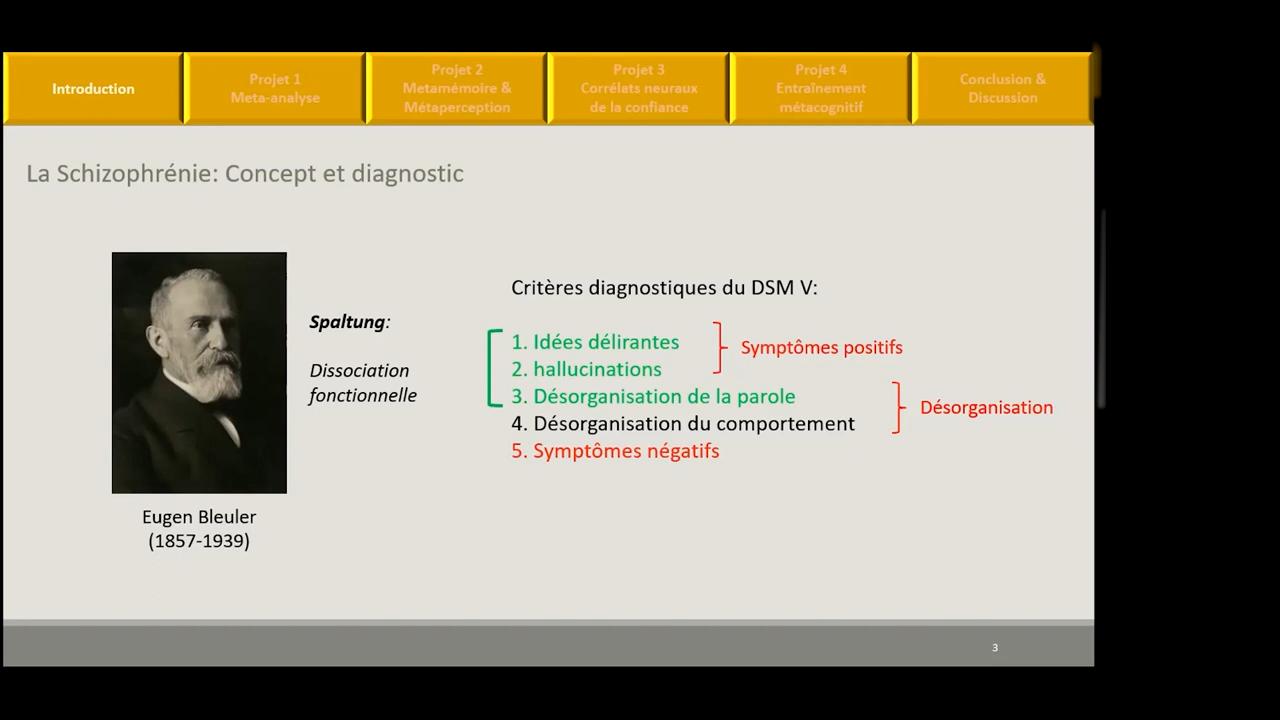 Introduction
Projet 1
Meta-analyse
Projet 2
Metamémoire &
Métaperception
Projet 3
Corrélats neuraux
de la confiance
Projet 4
Entraînement
métacognitif
Conclusion &
Discussion
La Schizophrénie: Concept et diagnostic
Spaltung:
Dissociation
fonctionnelle
Eugen Bleuler
(1857-1939)
Critères diagnostiques du DSM V:
1. Idées délirantes
2. hallucinations
3. Désorganisation de la parole
4. Désorganisation du comportement
5. Symptômes négatifs
Symptômes positifs
Désorganisation
3